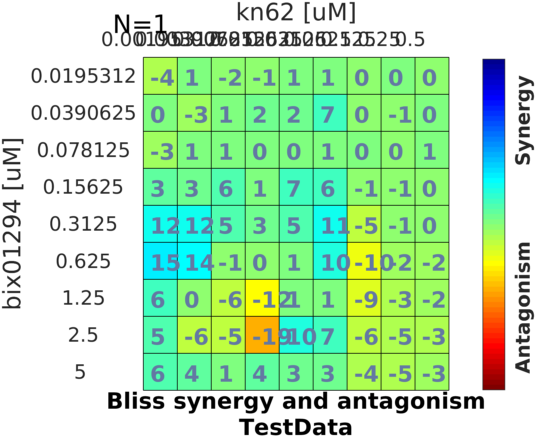 kn62 [uM]
N=1
0.5
0.0195312 -4 1 -2 -1 1 1 0 0 0
0.0390625 0 -3 1 2 2 7 0 -1 0
0.078125 -3 1 1 0 0 1 0 0 1
0.15625 3 3 6 1 7 6 -1 -1 0
0.3125 12 12 5 3 5 11 -5 -1 0
0.625 15 14 -1 0 1 10 -10 -2 -2
1.25 6 0 -6 -12 1 1 -9 -3 -2
2.5 5 -6 -5 -19 10 7 -6 -5 -3
5 6 4 1 4 3 3 -4 -5 -3
bix01294 [uM]
Synergy
Antagonism
Bliss synergy and antagonism
TestData